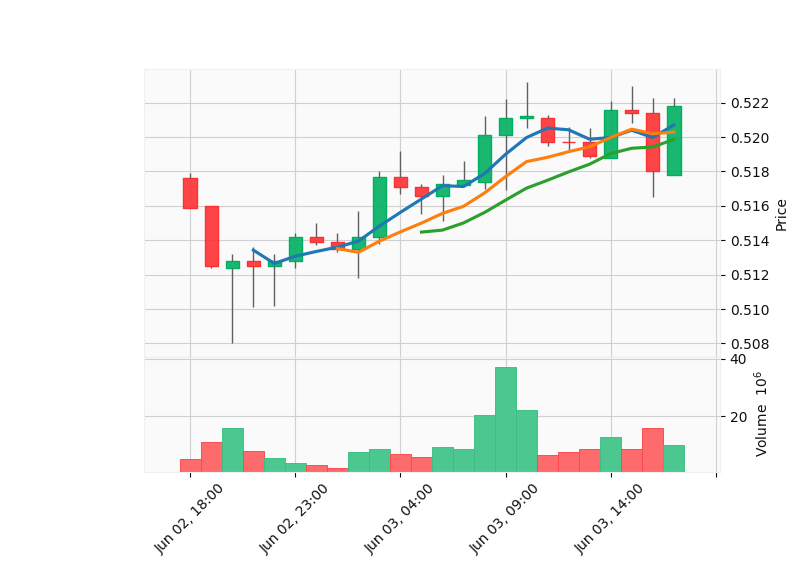 0.522
0.520
0.518
0.516
0.514
0.512
0.510
0.508
Price
40
20
Volume 10^6
Jun 02, 18:00
Jun 02, 23:00
Jun 03, 04:00
Jun 03, 09:00
Jun 03, 14:00